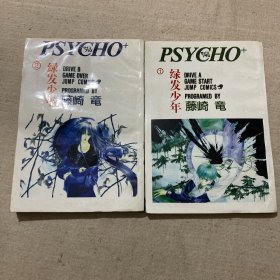 PSYCHO+
绿发少年
DRIVE B
GAME OVER
JUMP COMICS
PROGRAMED BY
藤崎 竜
PSYCHO+
①
绿发少年
DRIVE A
GAME START
JUMP COMICS
PROGRAMED BY
藤崎 竜